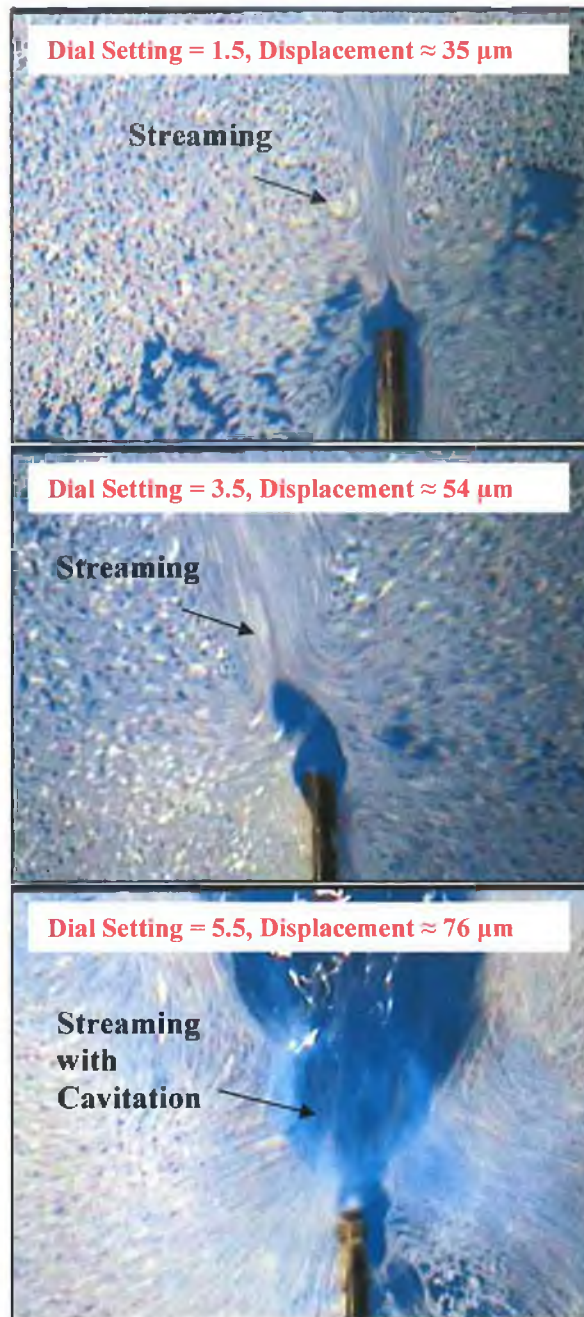 Dial Setting = 1.5, Displacement ≈ 35 μm
Streaming
Dial Setting = 3.5, Displacement ≈ 54 μm
Streaming
Dial Setting = 5.5, Displacement ≈ 76 μm
Streaming
with
Cavitation